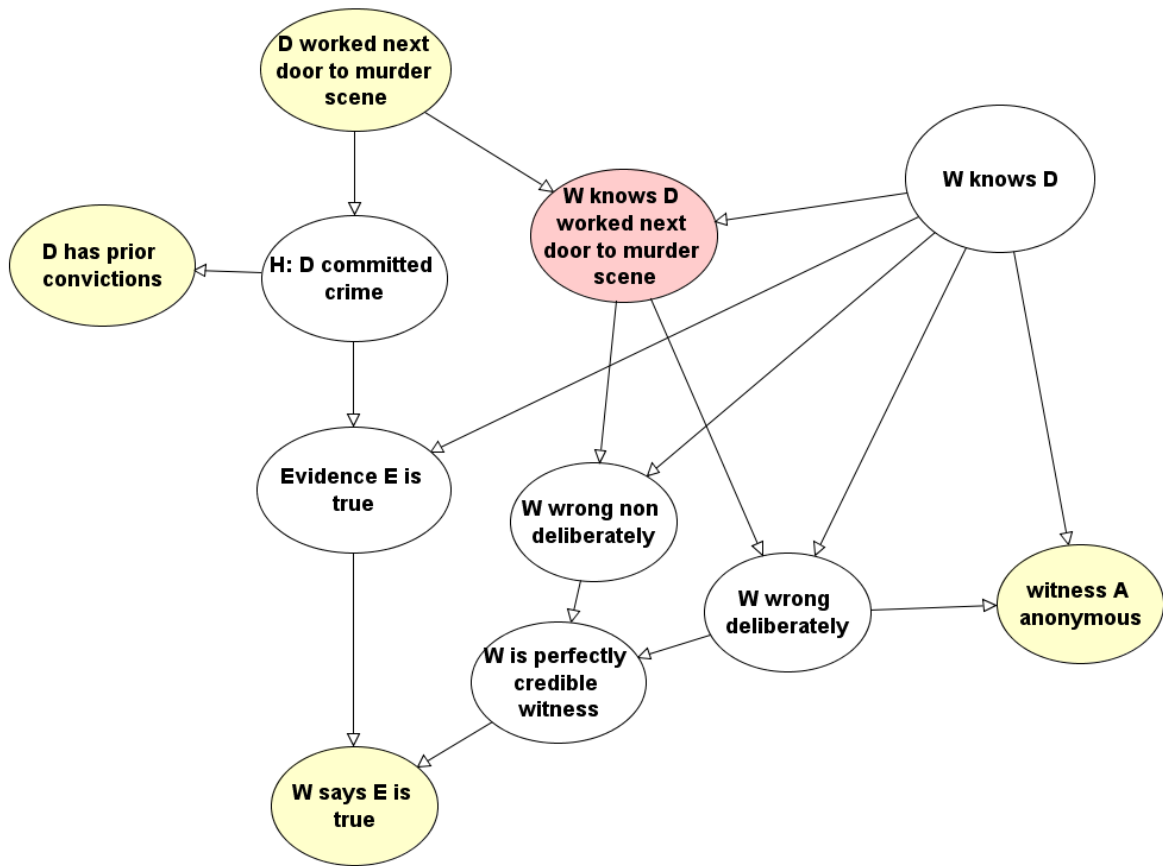 D worked next
door to murder
scene
W knows D
W knows D
worked next
door to murder
scene
D has prior
convictions
H: D committed
crime
Evidence E is
true
W wrong non
deliberately
W wrong
deliberately
witness A
anonymous
W is perfectly
credible
witness
W says E is
true